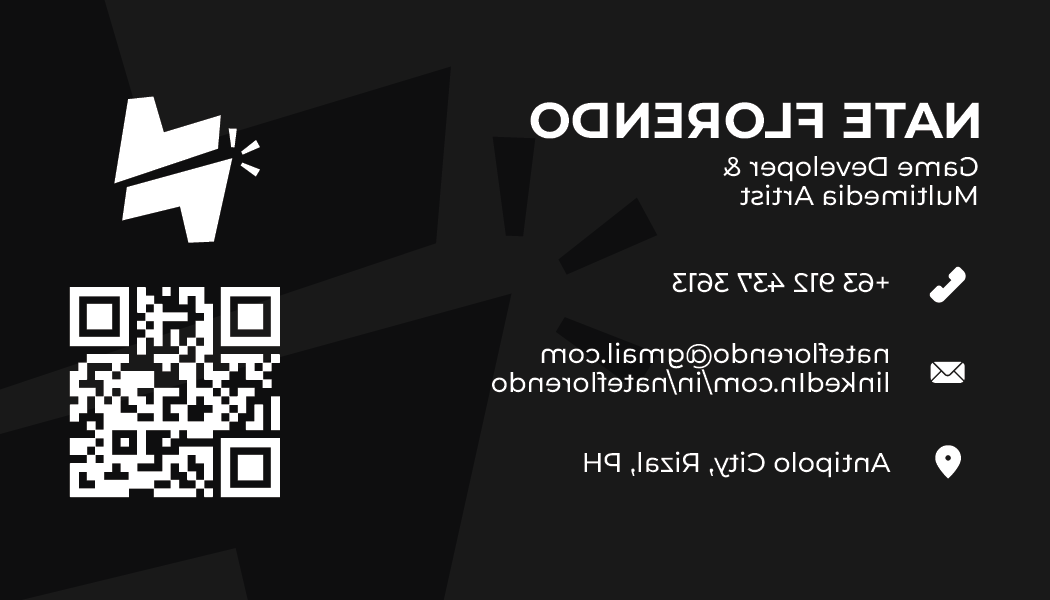 NATE FLORENDO
Game Developer &
Multimedia Artist
+63 912 437 3613
nateflorendo@gmail.com
linkedIn.com/in/nateflorendo
Antipolo City, Rizal, PH